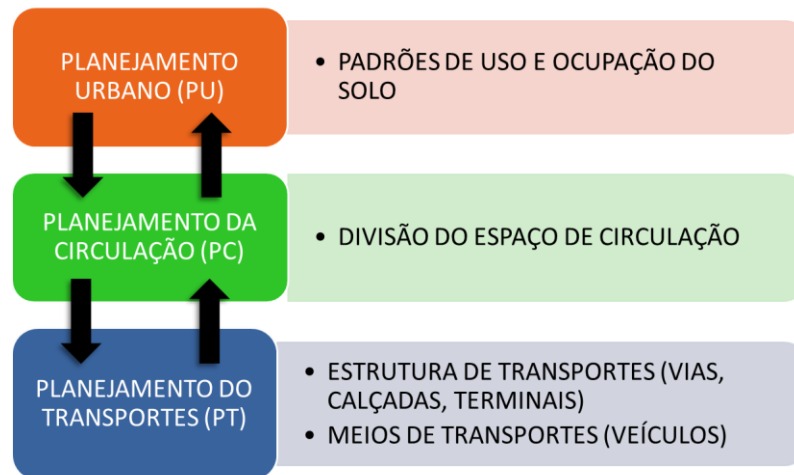 PLANEJAMENTO
URBANO (PU)
• PADRÕES DE USO E OCUPAÇÃO DO
SOLO
PLANEJAMENTO DA
CIRCULAÇÃO (PC)
• DIVISÃO DO ESPAÇO DE CIRCULAÇÃO
PLANEJAMENTO DO
TRANSPORTES (PT)
• ESTRUTURA DE TRANSPORTES (VIAS,
CALÇADAS, TERMINAIS)
• MEIOS DE TRANSPORTES (VEÍCULOS)